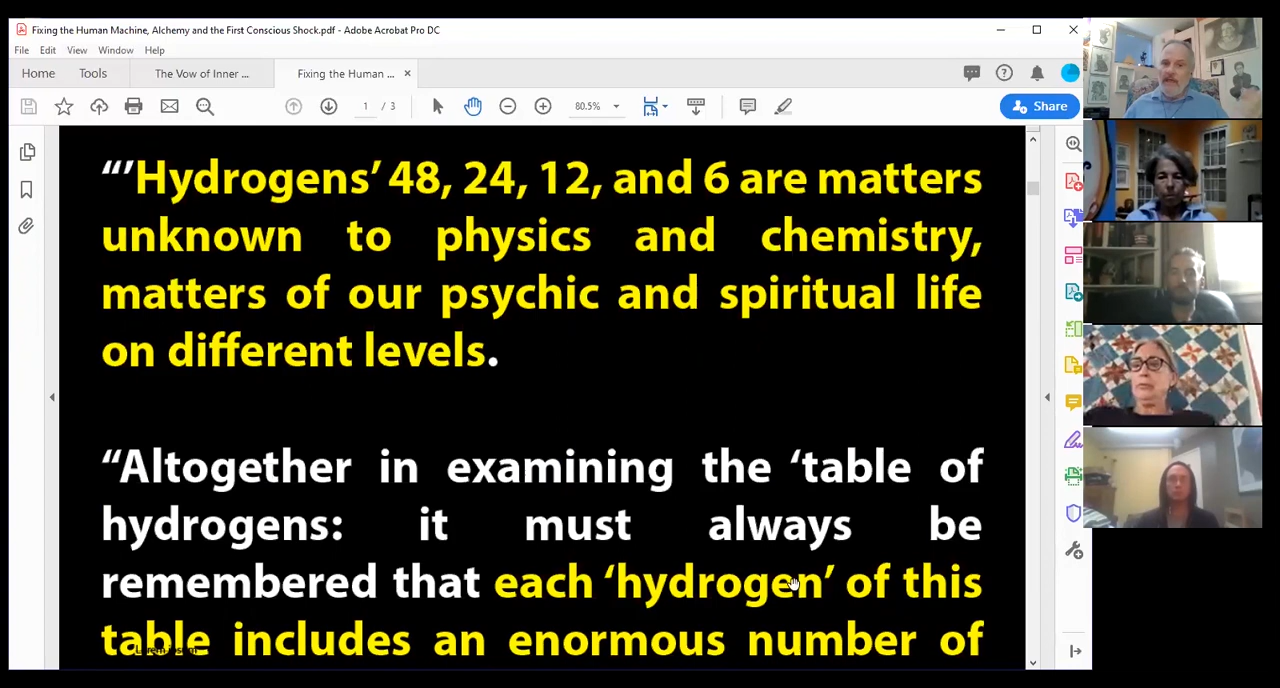 Fixing the Human Machine, Alchemy and the First Conscious Shock.pdf - Adobe Acrobat Pro DC
File Edit View Window Help
Home Tools The Vow of Inner ... Fixing the Human ... ×
1 / 3 80.5% Share
“’Hydrogens’ 48, 24, 12, and 6 are matters
unknown to physics and chemistry,
matters of our psychic and spiritual life
on different levels.
“Altogether in examining the ‘table of
hydrogens: it must always be
remembered that each ‘hydrogen’ of this
table includes an enormous number of